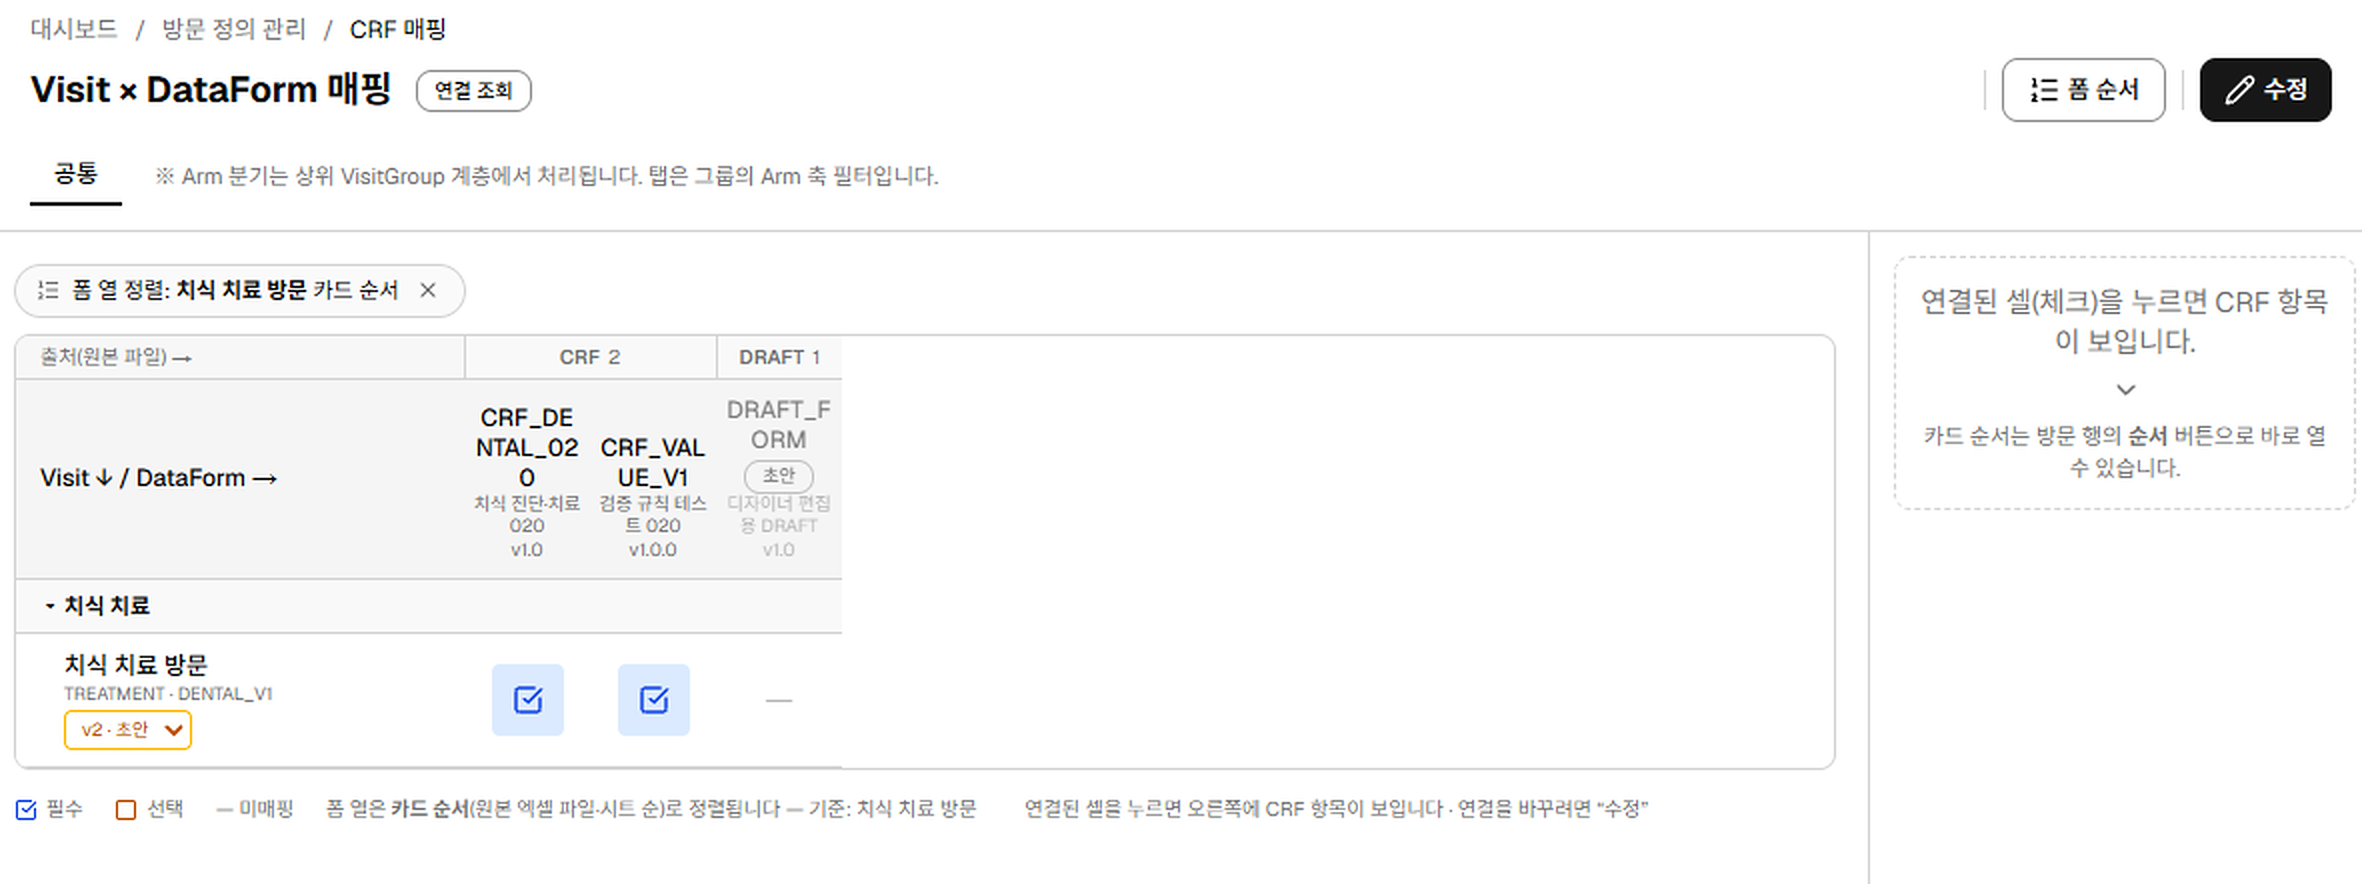 대시보드 / 방문 정의 관리 / CRF 매핑
Visit × DataForm 매핑 연결 조회
폼 순서 수정
공통 ※ Arm 분기는 상위 VisitGroup 계층에서 처리됩니다. 탭은 그룹의 Arm 축 필터입니다.
폼 열 정렬: 치식 치료 방문 카드 순서 ×
출처(원본 파일) → CRF 2 DRAFT 1
Visit ↓ / DataForm →
CRF_DE
NTAL_02
0
치식 진단·치료
020
v1.0
CRF_VAL
UE_V1
검증 규칙 테스
트 020
v1.0.0
DRAFT_F
ORM
초안
디자이너 편집
용 DRAFT
v1.0
치식 치료
치식 치료 방문
TREATMENT · DENTAL_V1
v2 · 초안
—
필수 선택 — 미매핑 폼 열은 카드 순서(원본 엑셀 파일·시트 순)로 정렬됩니다 — 기준: 치식 치료 방문 연결된 셀을 누르면 오른쪽에 CRF 항목이 보입니다 · 연결을 바꾸려면 “수정”
연결된 셀(체크)을 누르면 CRF 항목
이 보입니다.
카드 순서는 방문 행의 순서 버튼으로 바로 열
수 있습니다.